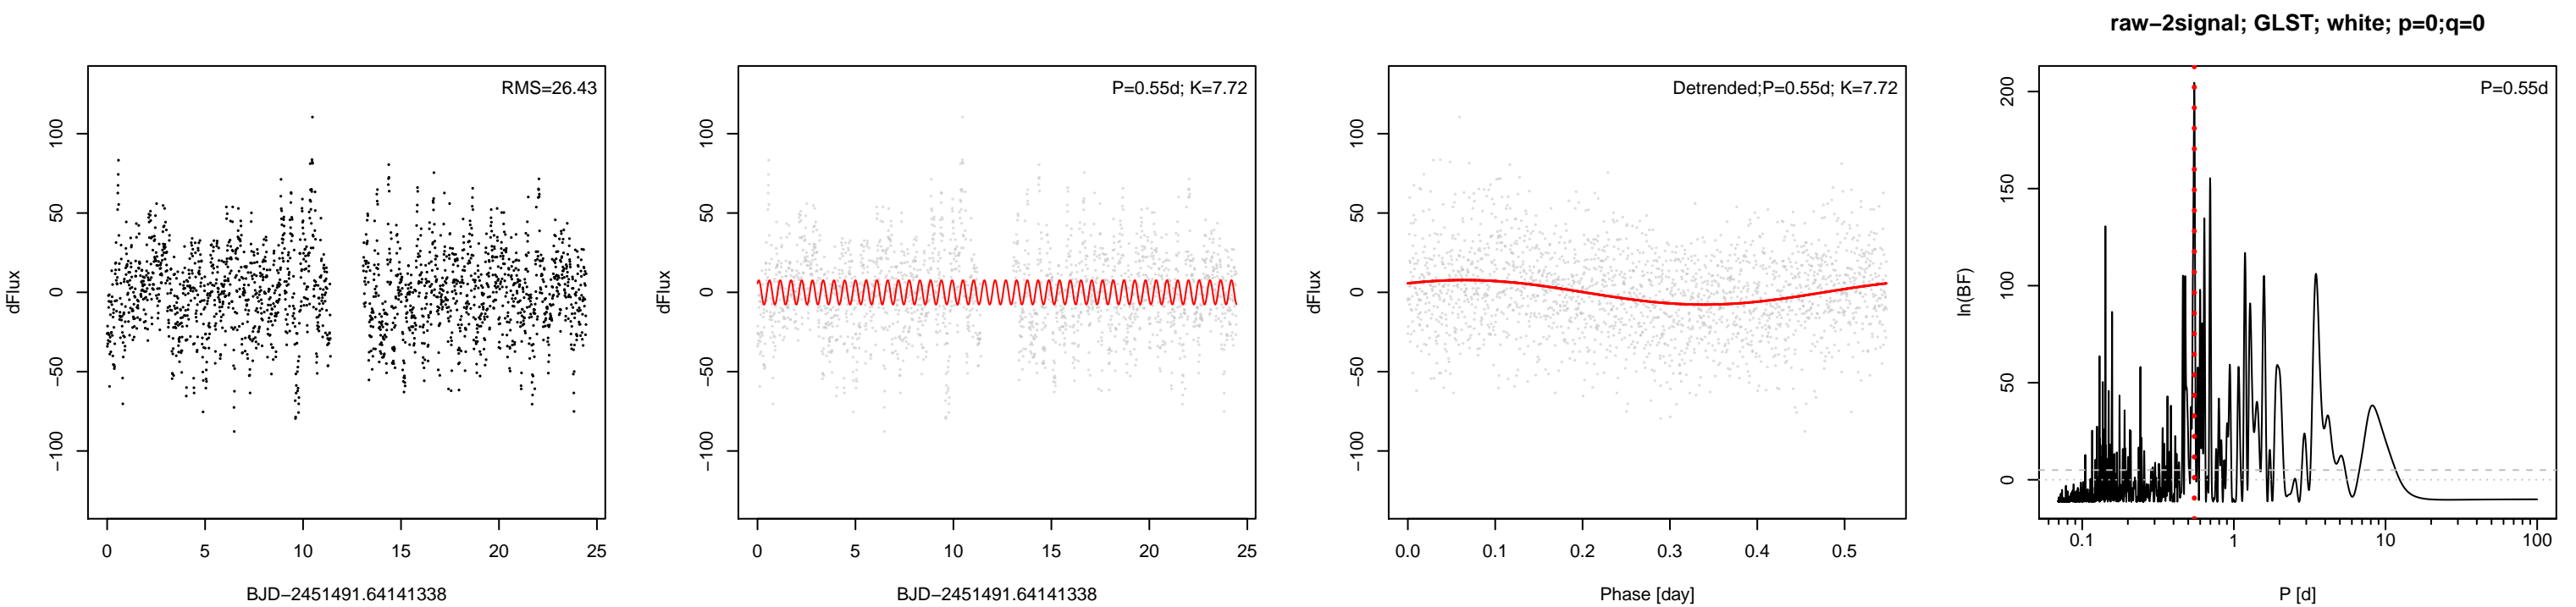 raw−2signal; GLST; white; p=0;q=0
RMS=26.43
dFlux
100
50
0
−50
−100
0 5 10 15 20 25
BJD−2451491.64141338
P=0.55d; K=7.72
dFlux
100
50
0
−50
−100
0 5 10 15 20 25
BJD−2451491.64141338
Detrended;P=0.55d; K=7.72
dFlux
100
50
0
−50
−100
0.0 0.1 0.2 0.3 0.4 0.5
Phase [day]
P=0.55d
ln(BF)
200
150
100
50
0
0.1 1 10 100
P [d]